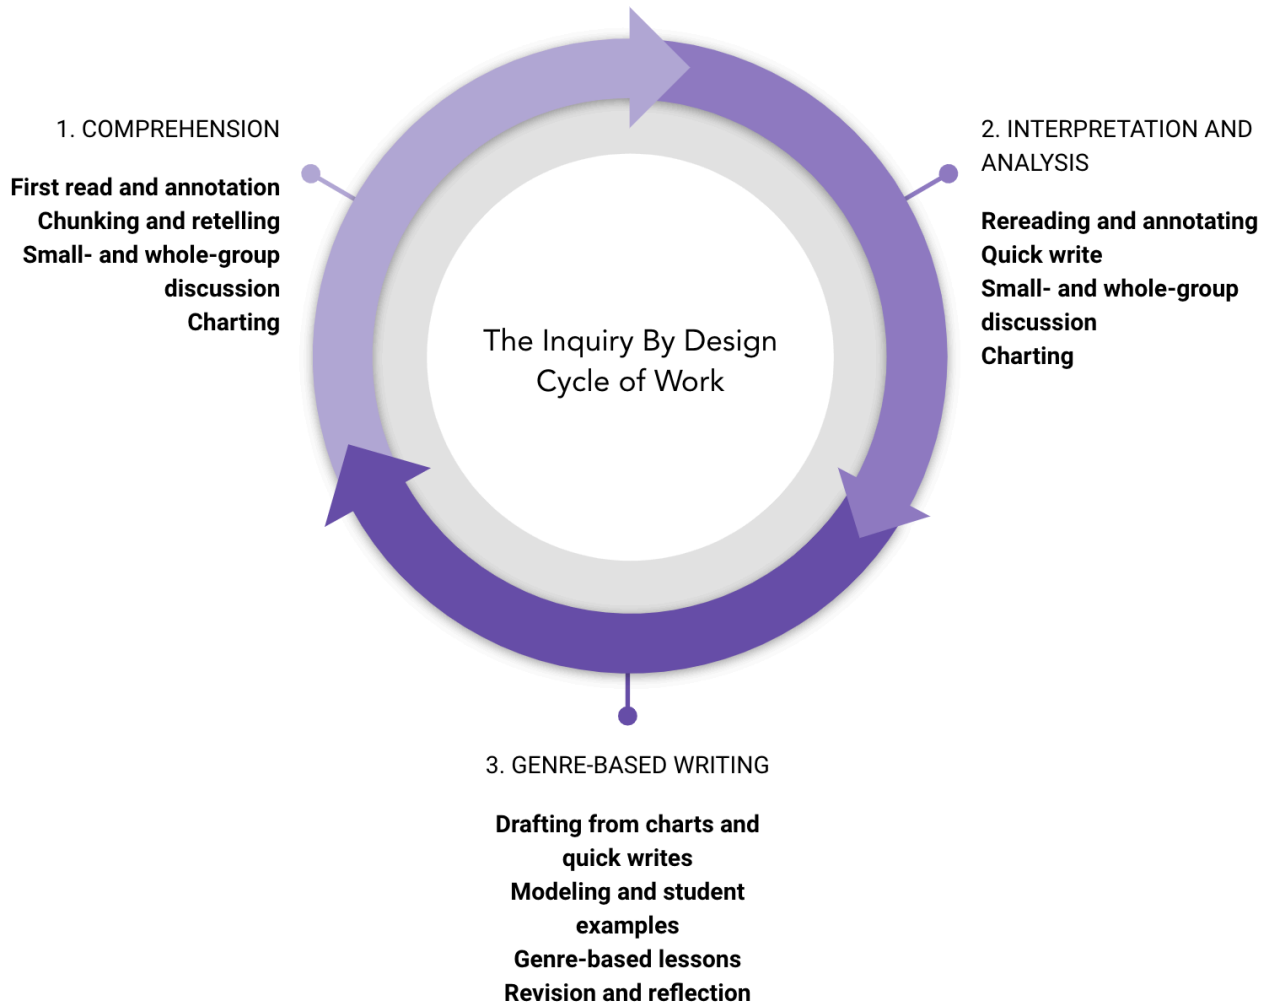 1. COMPREHENSION
First read and annotation
Chunking and retelling
Small- and whole-group
discussion
Charting
2. INTERPRETATION AND
ANALYSIS
Rereading and annotating
Quick write
Small- and whole-group
discussion
Charting
The Inquiry By Design
Cycle of Work
3. GENRE-BASED WRITING
Drafting from charts and
quick writes
Modeling and student
examples
Genre-based lessons
Revision and reflection